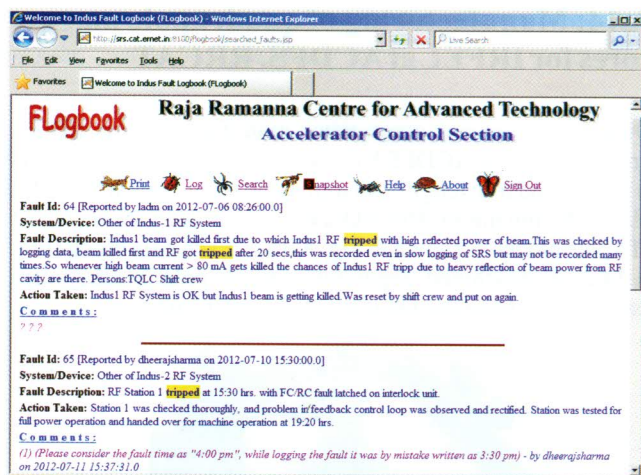 Welcome to Indus Fault Logbook (FLogbook) - Windows Internet Explorer
http://srs.cat.ernet.in:8100/flogbook/searched_faults.jsp
Live Search
File Edit View Favorites Tools Help
Favorites Welcome to Indus Fault Logbook (FLogbook)
FLogbook
Raja Ramanna Centre for Advanced Technology
Accelerator Control Section
Print Log Search Snapshot Help About Sign Out
Fault Id: 64 [Reported by ladm on 2012-07-06 08:26:00.0]
System/Device: Other of Indus-1 RF System
Fault Description: Indus1 beam got killed first due to which Indus1 RF tripped with high reflected power of beam.This was checked by
logging data, beam killed first and RF got tripped after 20 secs,this was recorded even in slow logging of SRS but may not be recorded many
times.So whenever high beam current > 80 mA gets killed the chances of Indus1 RF tripp due to heavy reflection of beam power from RF
cavity are there. Persons:TQLC Shift crew
Action Taken: Indus1 RF System is OK but Indus1 beam is getting killed.Was reset by shift crew and put on again.
Comments:
? ? ?
Fault Id: 65 [Reported by dheerajsharma on 2012-07-10 15:30:00.0]
System/Device: Other of Indus-2 RF System
Fault Description: RF Station 1 tripped at 15:30 hrs. with FC/RC fault latched on interlock unit.
Action Taken: Station 1 was checked thoroughly, and problem in feedback control loop was observed and rectified. Station was tested for
full power operation and handed over for machine operation at 19:20 hrs.
Comments:
(1) (Please consider the fault time as "4:00 pm", while logging the fault it was by mistake written as 3:30 pm) - by dheerajsharma
on 2012-07-11 15:37:31.0